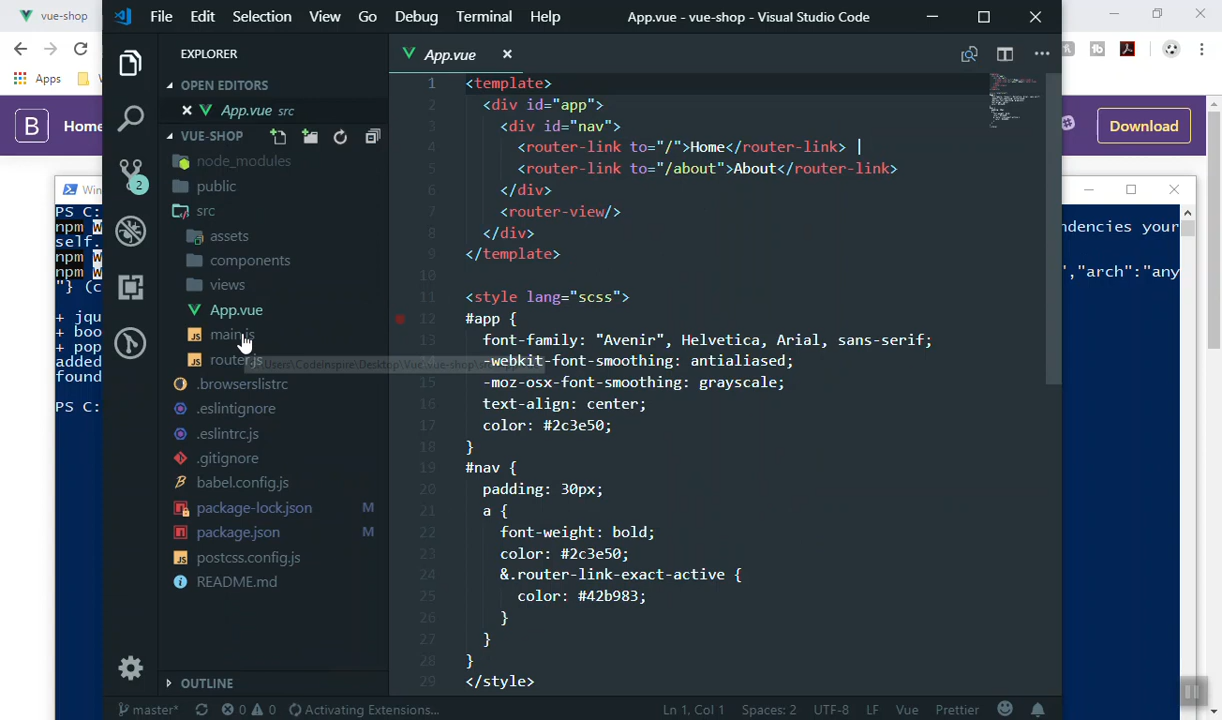 vue-shop
File Edit Selection View Go Debug Terminal Help
App.vue - vue-shop - Visual Studio Code
Apps
B Home
Download
EXPLORER
OPEN EDITORS
App.vue src
VUE-SHOP
node_modules
public
src
assets
components
views
App.vue
main.js
router.js
.browserslistrc
.eslintignore
.eslintrc.js
.gitignore
babel.config.js
package-lock.json M
package.json M
postcss.config.js
README.md
OUTLINE
2
App.vue
1 <template>
2 <div id="app">
3 <div id="nav">
4 <router-link to="/">Home</router-link> |
5 <router-link to="/about">About</router-link>
6 </div>
7 <router-view/>
8 </div>
9 </template>
10
11 <style lang="scss">
12 #app {
13 font-family: "Avenir", Helvetica, Arial, sans-serif;
-webkit-font-smoothing: antialiased;
15 -moz-osx-font-smoothing: grayscale;
16 text-align: center;
17 color: #2c3e50;
18 }
19 #nav {
20 padding: 30px;
21 a {
22 font-weight: bold;
23 color: #2c3e50;
24 &.router-link-exact-active {
25 color: #42b983;
26 }
27 }
28 }
29 </style>
Win
PS C:
npm
self.
npm
npm
"} (c
+ jqu
+ boo
+ pop
added
found
PS C:
ndencies your
,"arch":"any
master*
0 0
Activating Extensions...
Ln 1, Col 1 Spaces: 2 UTF-8 LF Vue Prettier